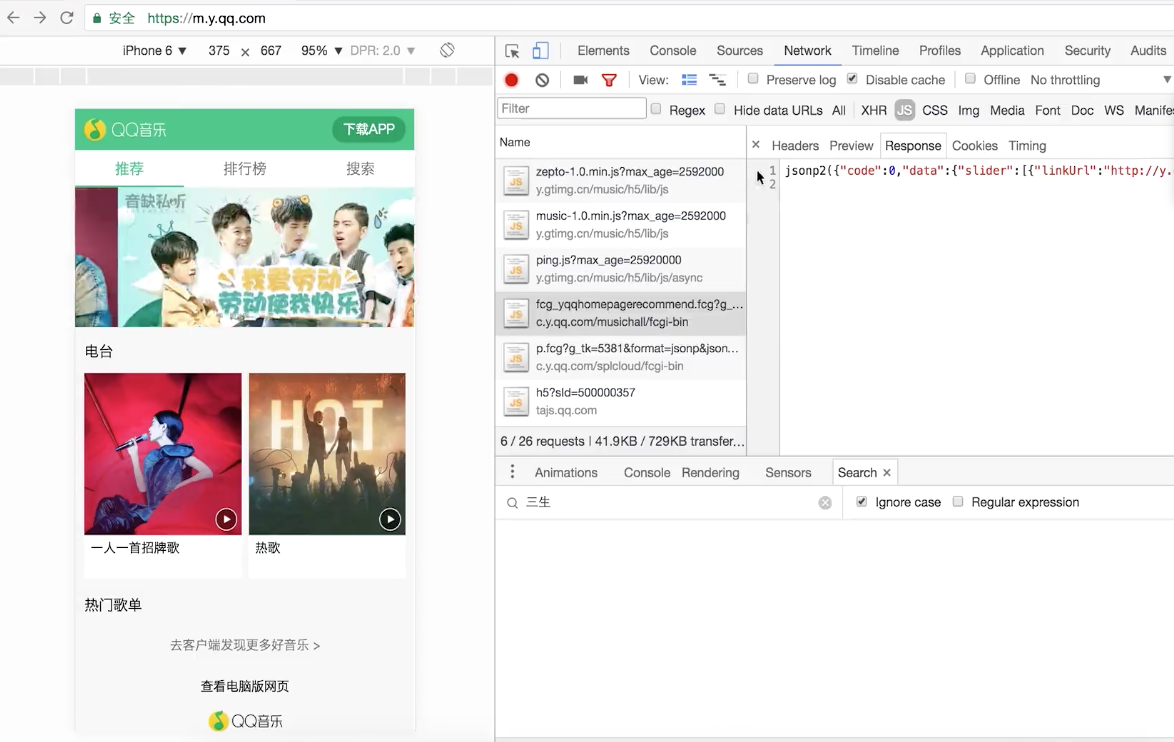 安全 https://m.y.qq.com
iPhone 6 ▼ 375 × 667 95% ▼ DPR: 2.0 ▼
QQ音乐 下载APP
推荐 排行榜 搜索
音缺私听
我爱劳动
劳动使我快乐
电台
HOT
一人一首招牌歌 热歌
热门歌单
去客户端发现更多好音乐 >
查看电脑版网页
QQ音乐
Elements Console Sources Network Timeline Profiles Application Security Audits
View: Preserve log Disable cache Offline No throttling ▼
Filter Regex Hide data URLs All XHR JS CSS Img Media Font Doc WS Manifes
Name
× Headers Preview Response Cookies Timing
JS zepto-1.0.min.js?max_age=2592000
y.gtimg.cn/music/h5/lib/js
JS music-1.0.min.js?max_age=2592000
y.gtimg.cn/music/h5/lib/js
JS ping.js?max_age=25920000
y.gtimg.cn/music/h5/lib/js/async
JS fcg_yqqhomepagerecommend.fcg?g_...
c.y.qq.com/musichall/fcgi-bin
JS p.fcg?g_tk=5381&format=jsonp&json...
c.y.qq.com/splcloud/fcgi-bin
JS h5?sId=500000357
tajs.qq.com
6 / 26 requests | 41.9KB / 729KB transfer...
1 jsonp2({"code":0,"data":{"slider":[{"linkUrl":"http://y.
2
Animations Console Rendering Sensors Search ×
三生 Ignore case Regular expression